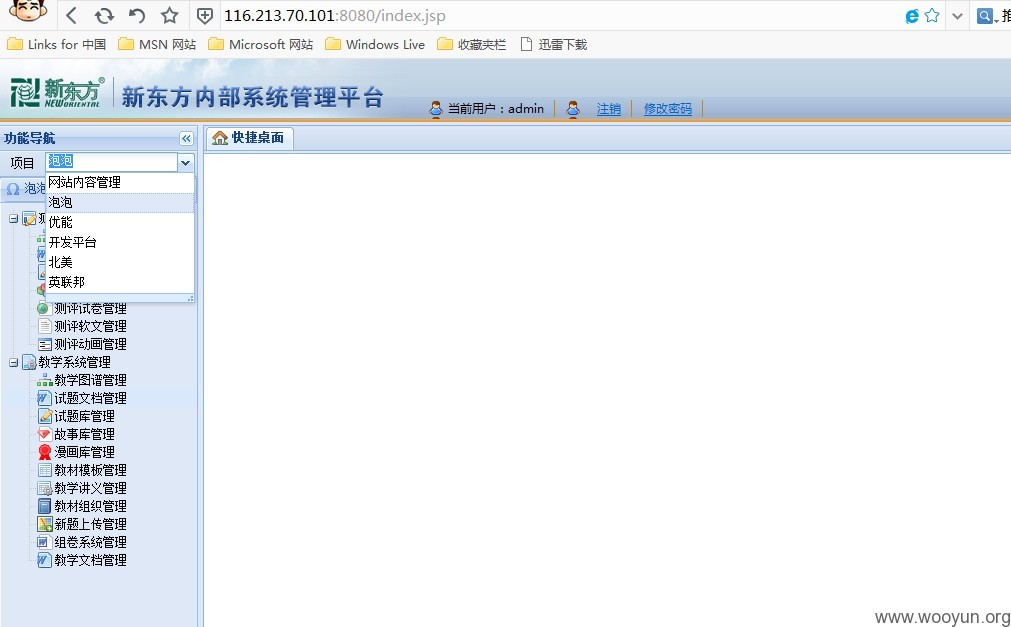 116.213.70.101:8080/index.jsp
Links for 中国 MSN 网站 Microsoft 网站 Windows Live 收藏夹栏 迅雷下载
新东方 NEW ORIENTAL 新东方内部系统管理平台
当前用户：admin 注销 修改密码
功能导航 快捷桌面
项目 泡泡
网站内容管理
泡泡
泡泡
优能
开发平台
北美
英联邦
测评试卷管理
测评软文管理
测评动画管理
教学系统管理
教学图谱管理
试题文档管理
试题库管理
故事库管理
漫画库管理
教材模板管理
教学讲义管理
教材组织管理
新题上传管理
组卷系统管理
教学文档管理
www.wooyun.org